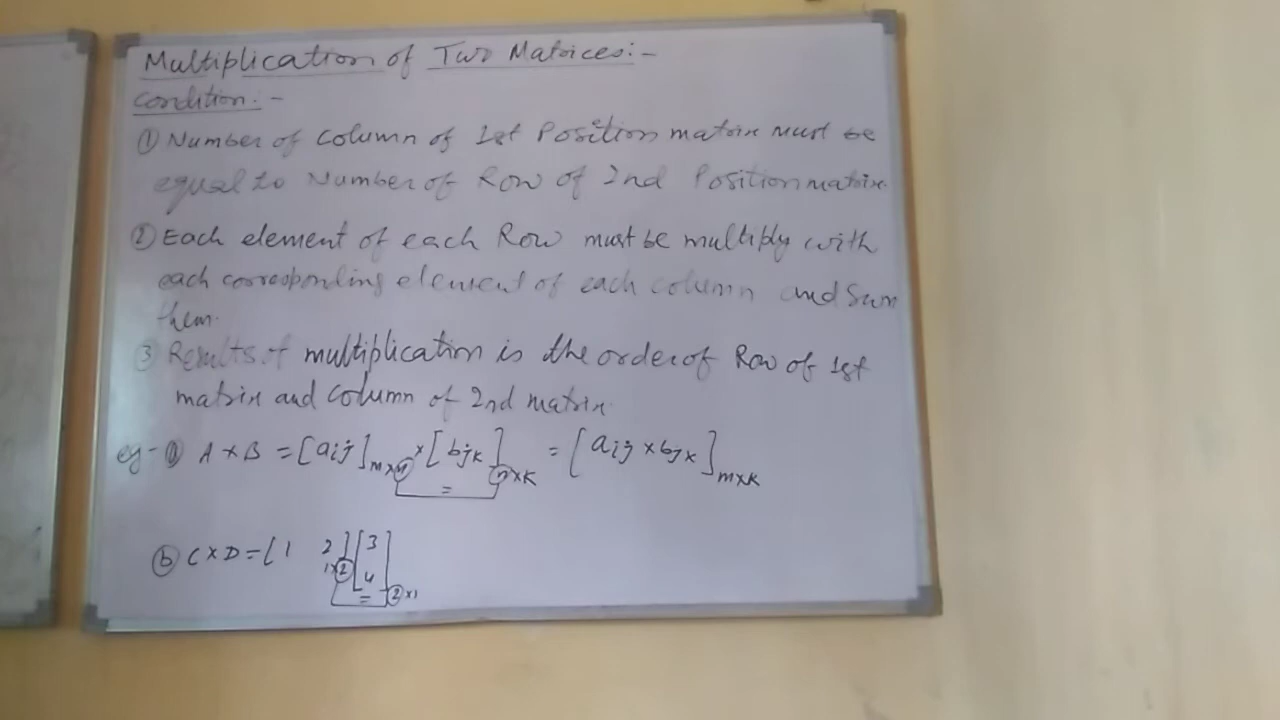 Multiplication of Two Matrices:-
Condition:-
① Number of Column of 1st Position matrix must be
equal to Number of Row of 2nd Position matrix
② Each element of each Row must be multiply with
each corresponding element of each column and Sum
them.
③ Results of multiplication is the order of Row of 1st
matrix and column of 2nd matrix.
eg- ⓐ A × B = [aij]m×n × [bjk]n×k = [aij × bjk]m×k
=
ⓑ C × D = [1 2]1×2 [3
4]2×1
=